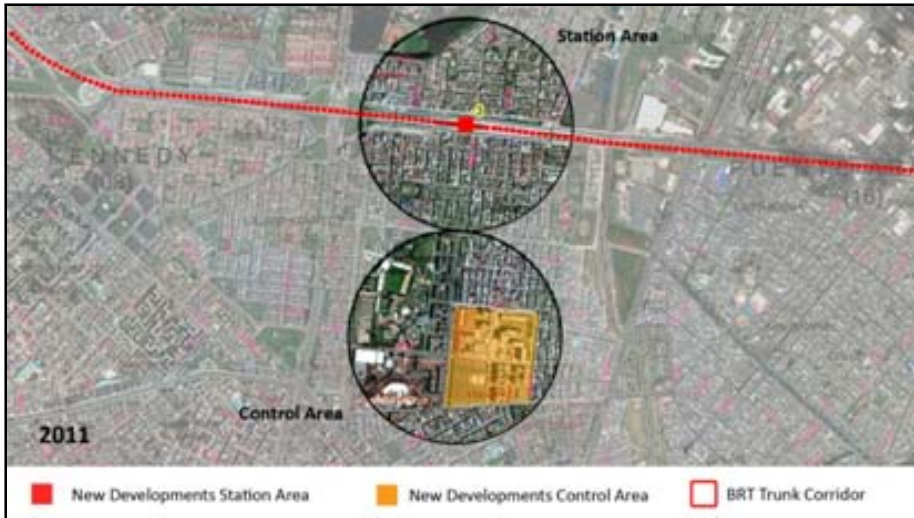 Station Area
KENNEDY
(16)
Control Area
2011
New Developments Station Area
New Developments Control Area
BRT Trunk Corridor